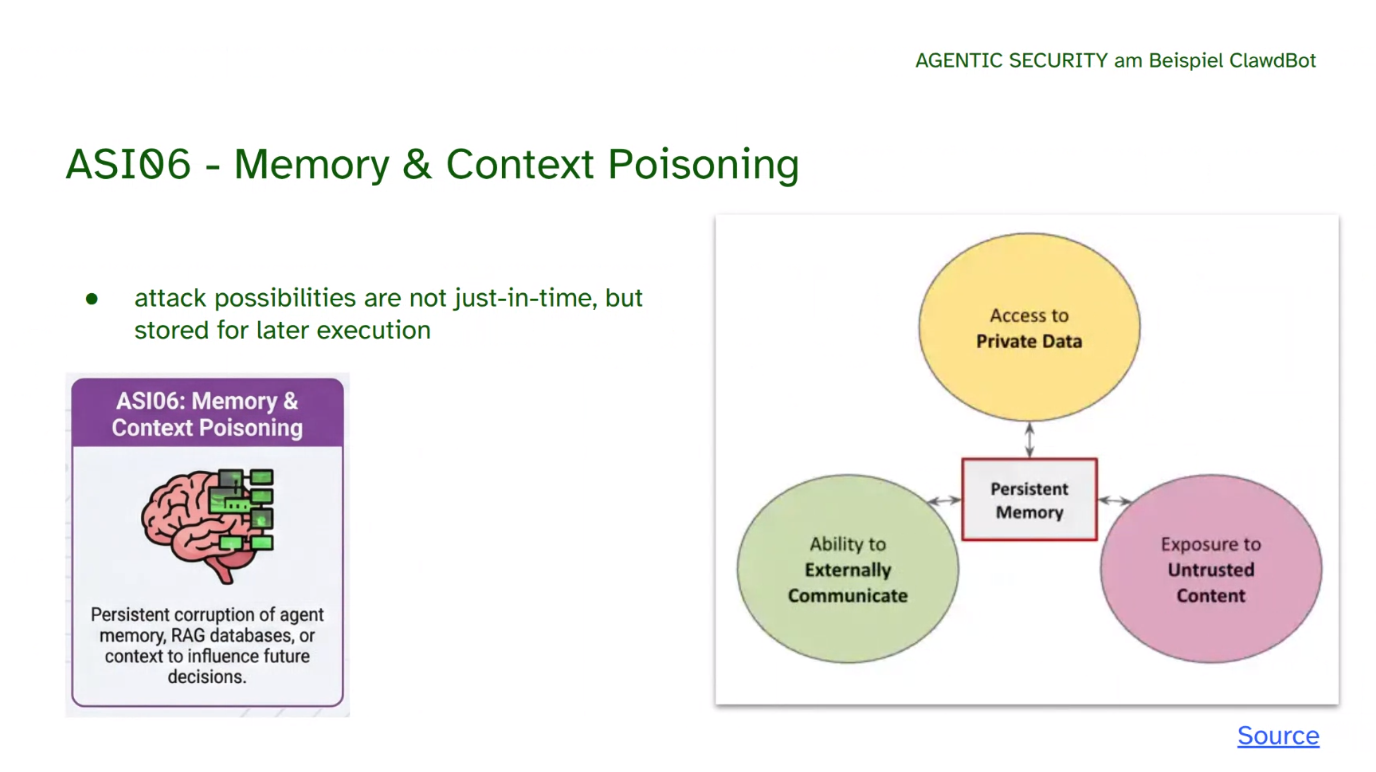 AGENTIC SECURITY am Beispiel ClawdBot
ASI06 - Memory & Context Poisoning
● attack possibilities are not just-in-time, but
stored for later execution
ASI06: Memory &
Context Poisoning
Persistent corruption of agent
memory, RAG databases, or
context to influence future
decisions.
Access to
Private Data
Persistent
Memory
Ability to
Externally
Communicate
Exposure to
Untrusted
Content
Source